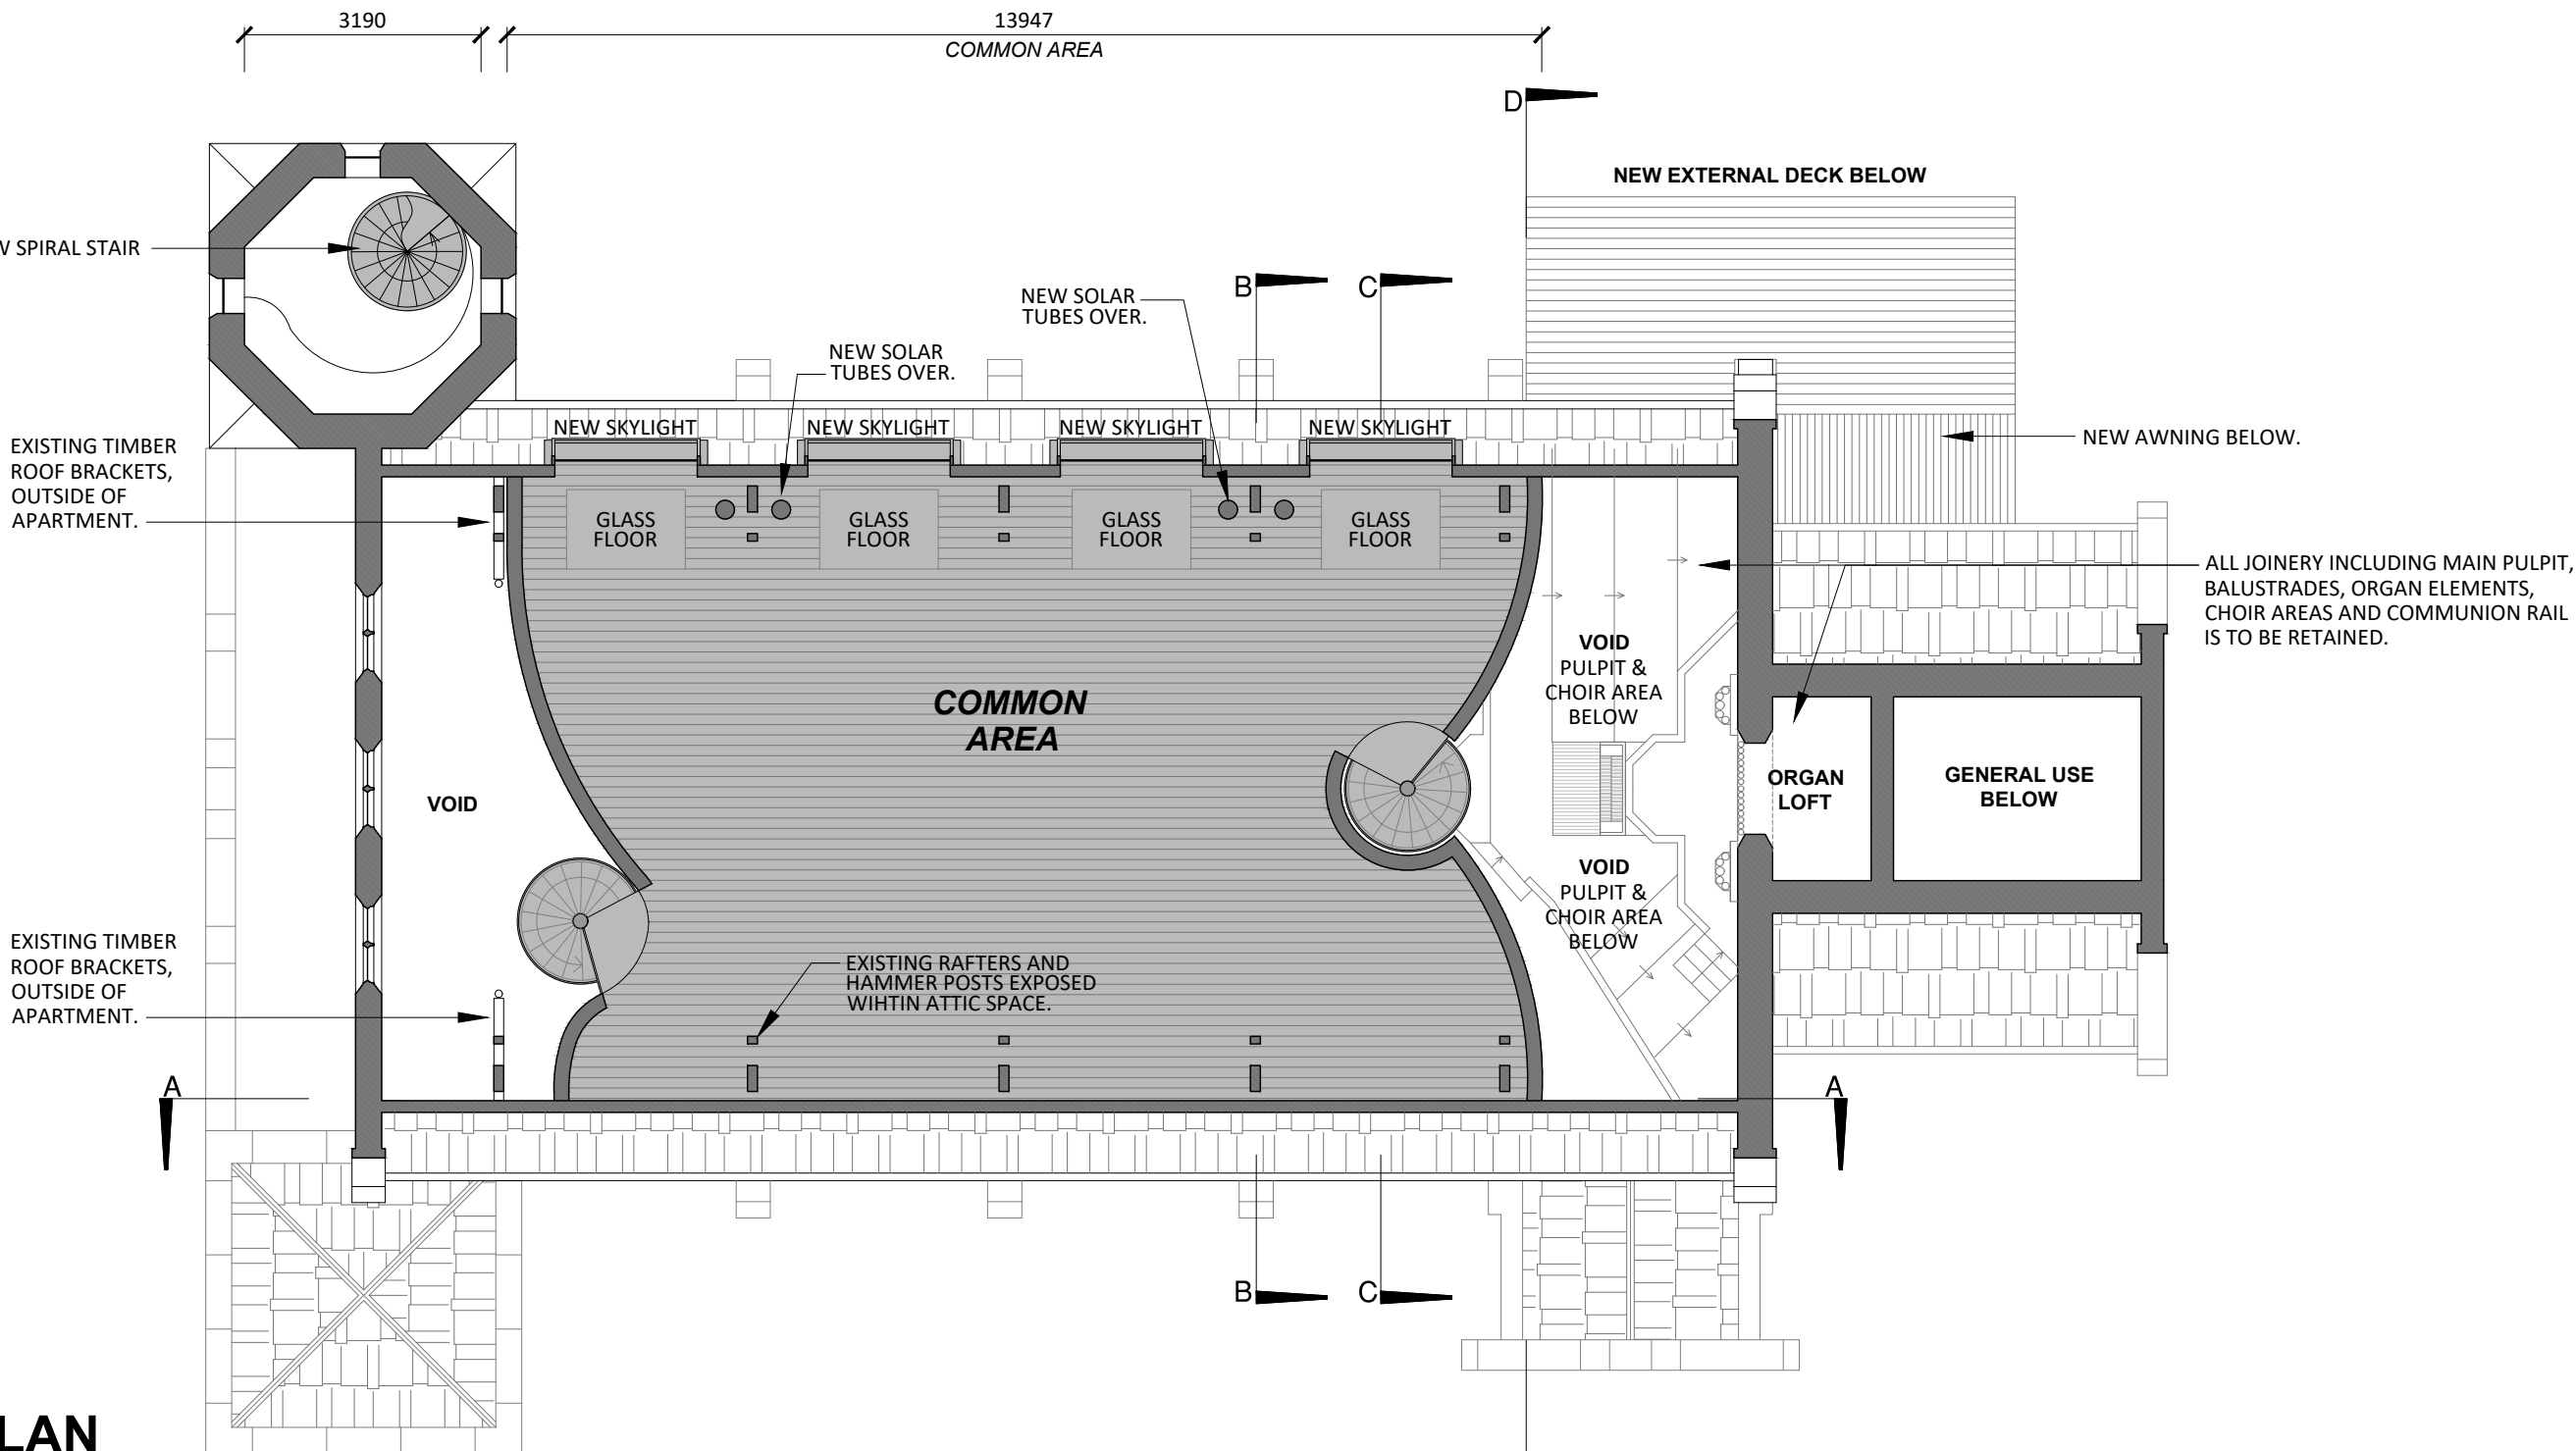 3190
13947
COMMON AREA
D
NEW EXTERNAL DECK BELOW
SPIRAL STAIR
B
C
NEW SOLAR
TUBES OVER.
NEW SOLAR
TUBES OVER.
NEW SKYLIGHT
NEW SKYLIGHT
NEW SKYLIGHT
NEW SKYLIGHT
EXISTING TIMBER
ROOF BRACKETS,
OUTSIDE OF
APARTMENT.
NEW AWNING BELOW.
GLASS
FLOOR
GLASS
FLOOR
GLASS
FLOOR
GLASS
FLOOR
ALL JOINERY INCLUDING MAIN PULPIT,
BALUSTRADES, ORGAN ELEMENTS,
CHOIR AREAS AND COMMUNION RAIL
IS TO BE RETAINED.
VOID
PULPIT &
CHOIR AREA
BELOW
COMMON
AREA
VOID
ORGAN
LOFT
GENERAL USE
BELOW
VOID
PULPIT &
CHOIR AREA
BELOW
EXISTING TIMBER
ROOF BRACKETS,
OUTSIDE OF
APARTMENT.
EXISTING RAFTERS AND
HAMMER POSTS EXPOSED
WIHTIN ATTIC SPACE.
A
A
B
C
LAN